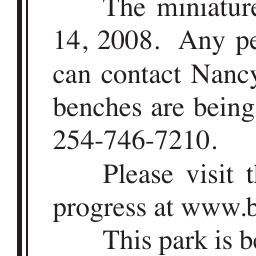 The miniature
14, 2008. Any pe
can contact Nancy
benches are being
254-746-7210.
Please visit t
progress at www.b
This park is be